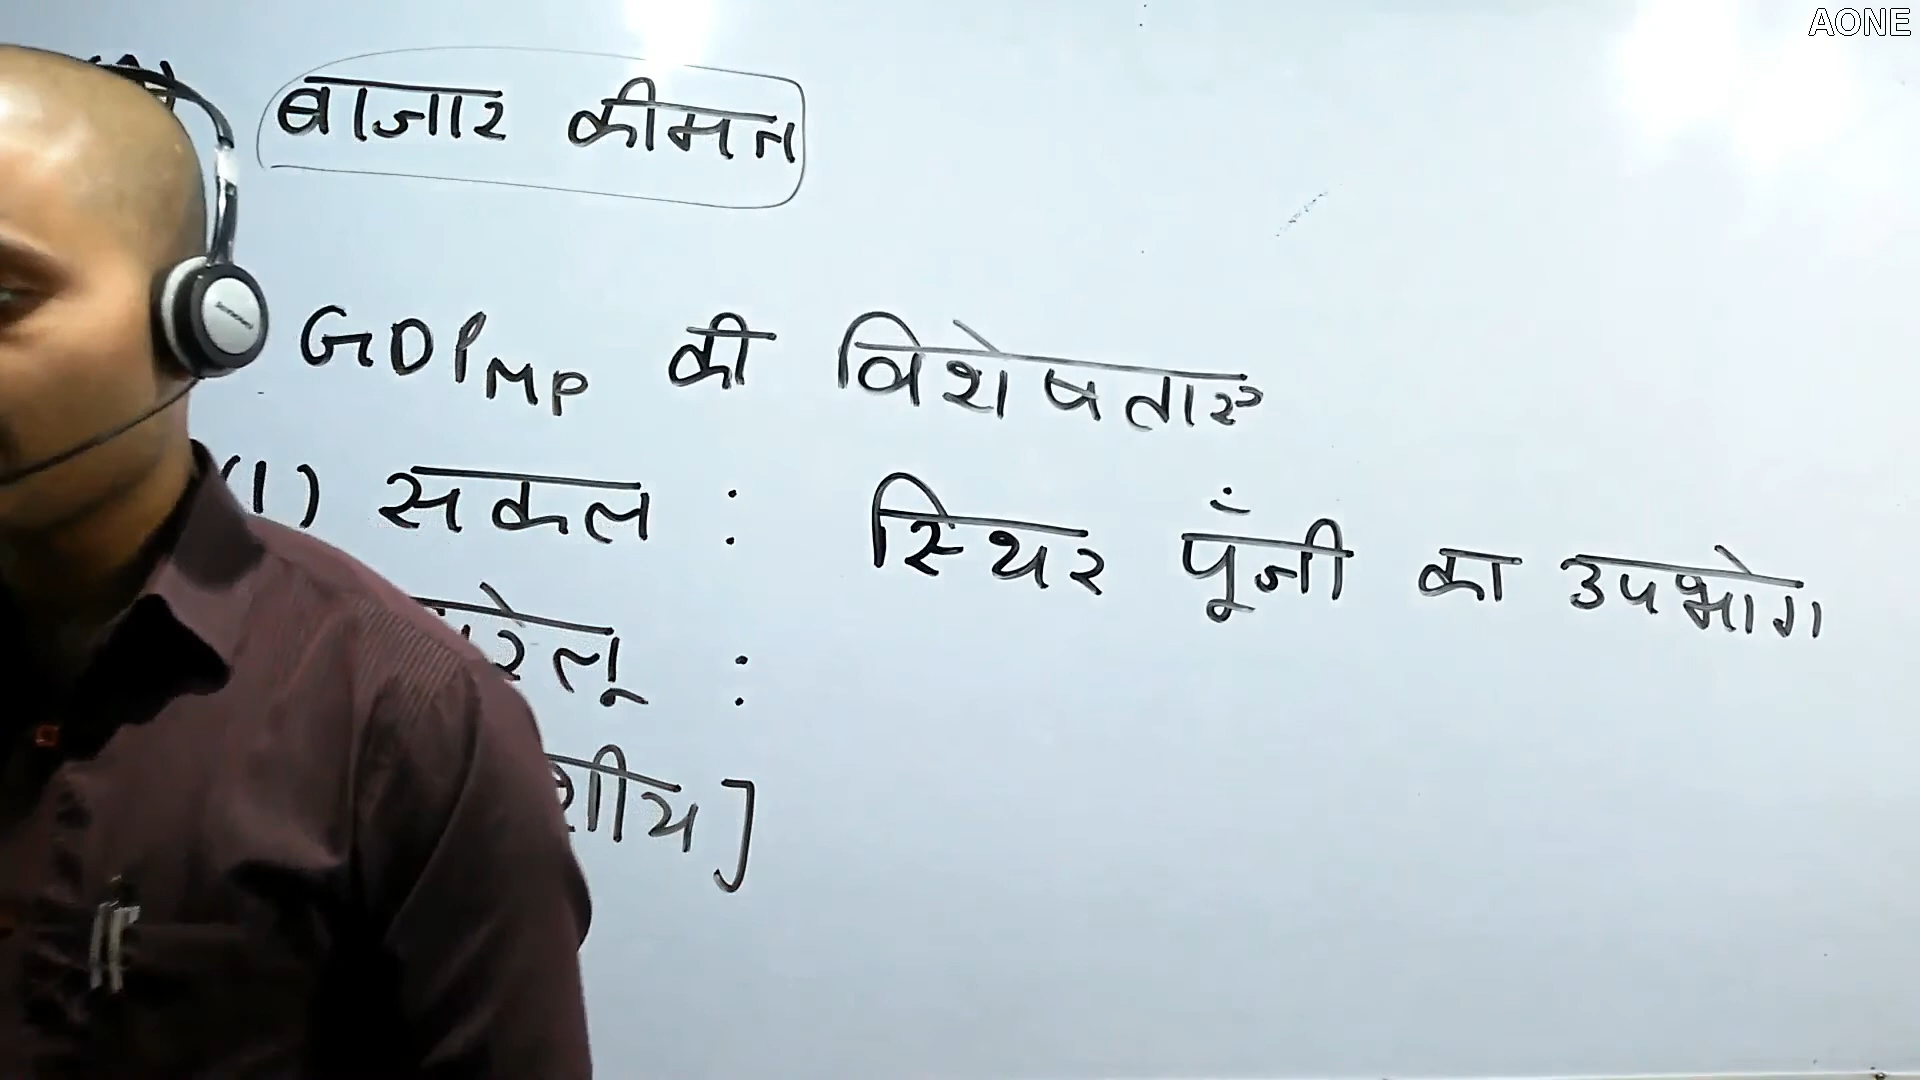 AONE
बाजार कीमत
GDPMP की विशेषताएँ
(1) सकल : स्थिर पूँजी का उपभोग
रेलू :
शीय ]